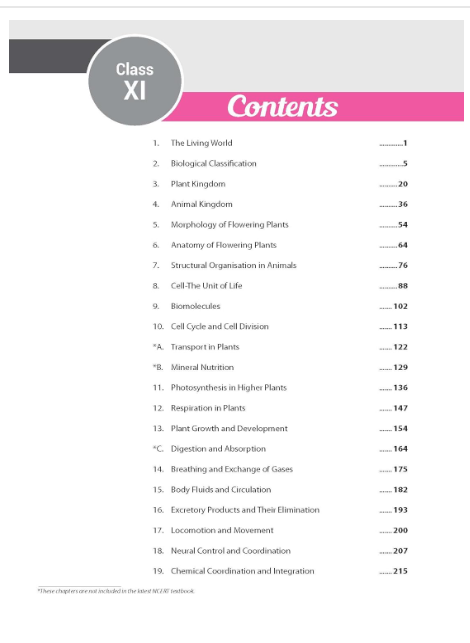 Class
XI
Contents
1. The Living World ............1
2. Biological Classification ............5
3. Plant Kingdom .........20
4. Animal Kingdom .........36
5. Morphology of Flowering Plants .........54
6. Anatomy of Flowering Plants .........64
7. Structural Organisation in Animals .........76
8. Cell-The Unit of Life .........88
9. Biomolecules ......102
10. Cell Cycle and Cell Division ......113
*A. Transport in Plants ......122
*B. Mineral Nutrition ......129
11. Photosynthesis in Higher Plants ......136
12. Respiration in Plants ......147
13. Plant Growth and Development ......154
*C. Digestion and Absorption ......164
14. Breathing and Exchange of Gases ......175
15. Body Fluids and Circulation ......182
16. Excretory Products and Their Elimination ......193
17. Locomotion and Movement ......200
18. Neural Control and Coordination ......207
19. Chemical Coordination and Integration ......215
*These chapters are not included in the latest NCERT textbook.